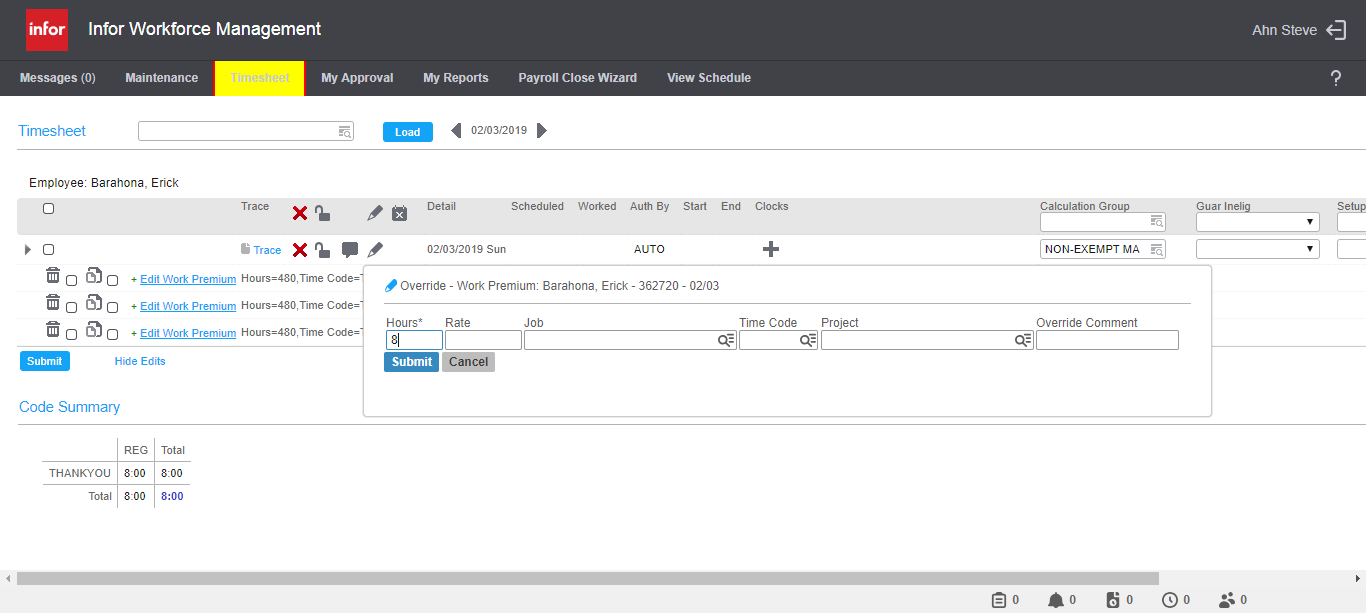 infor Infor Workforce Management Ahn Steve
Messages (0) Maintenance Timesheet My Approval My Reports Payroll Close Wizard View Schedule ?
Timesheet Load 02/03/2019
Employee: Barahona, Erick
Trace Detail Scheduled Worked Auth By Start End Clocks Calculation Group Guar Inelig Setup
Trace 02/03/2019 Sun AUTO NON-EXEMPT MA
+ Edit Work Premium Hours=480,Time Code=
+ Edit Work Premium Hours=480,Time Code=
+ Edit Work Premium Hours=480,Time Code=
Override - Work Premium: Barahona, Erick - 362720 - 02/03
Hours* Rate Job Time Code Project Override Comment
8
Submit Cancel
Submit Hide Edits
Code Summary
REG Total
THANKYOU 8:00 8:00
Total 8:00 8:00
0 0 0 0 0